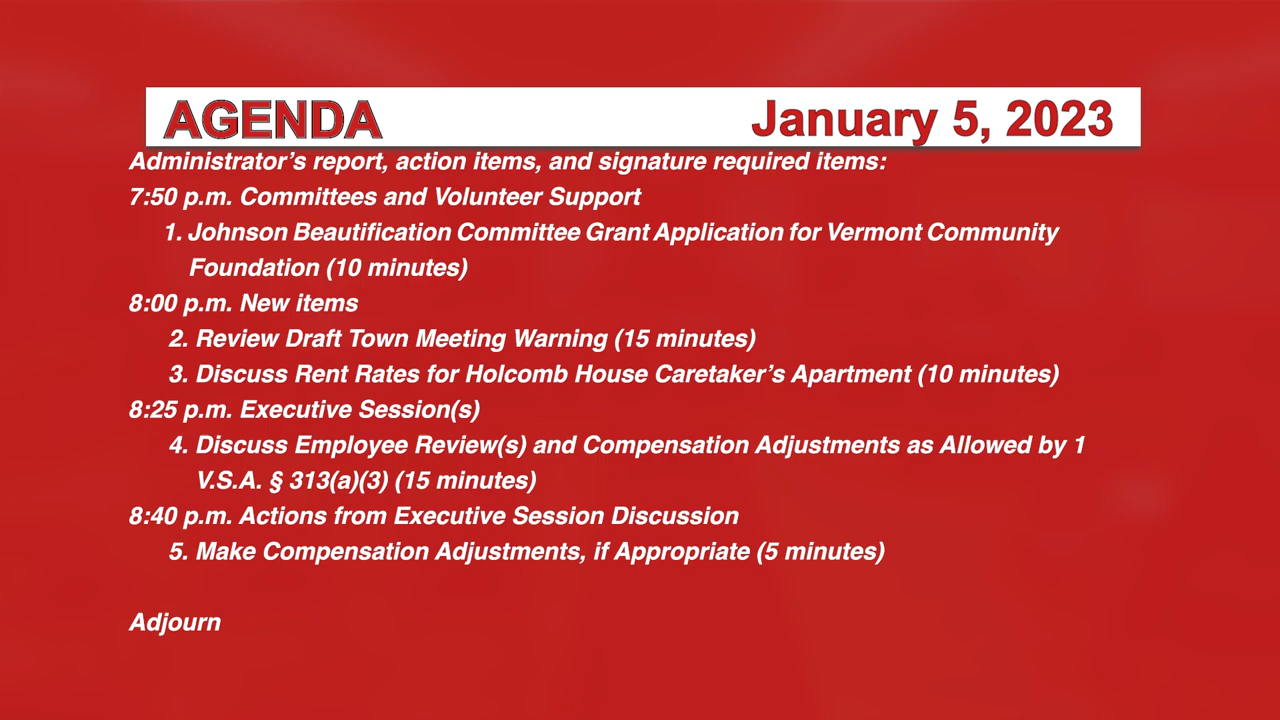 AGENDA January 5, 2023
Administrator’s report, action items, and signature required items:
7:50 p.m. Committees and Volunteer Support
1. Johnson Beautification Committee Grant Application for Vermont Community
Foundation (10 minutes)
8:00 p.m. New items
2. Review Draft Town Meeting Warning (15 minutes)
3. Discuss Rent Rates for Holcomb House Caretaker’s Apartment (10 minutes)
8:25 p.m. Executive Session(s)
4. Discuss Employee Review(s) and Compensation Adjustments as Allowed by 1
V.S.A. § 313(a)(3) (15 minutes)
8:40 p.m. Actions from Executive Session Discussion
5. Make Compensation Adjustments, if Appropriate (5 minutes)
Adjourn